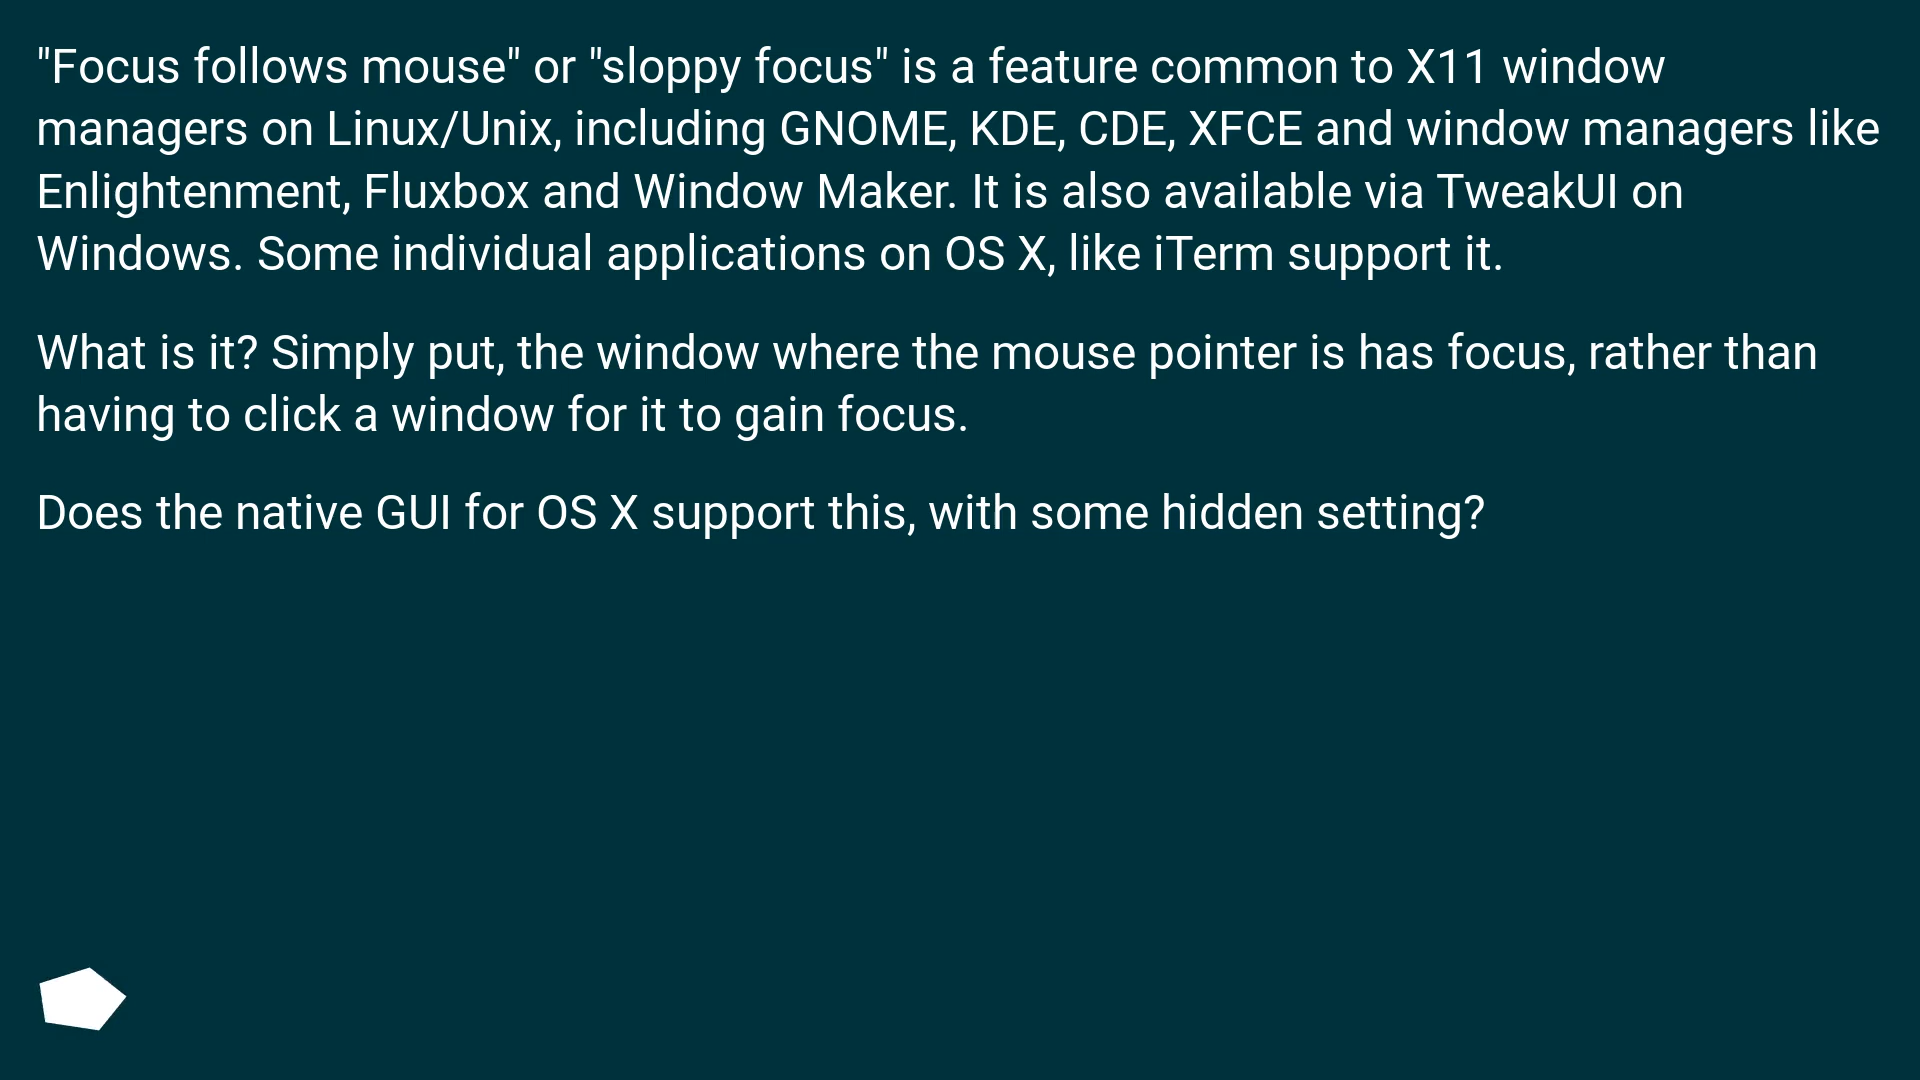 "Focus follows mouse" or "sloppy focus" is a feature common to X11 window
managers on Linux/Unix, including GNOME, KDE, CDE, XFCE and window managers like
Enlightenment, Fluxbox and Window Maker. It is also available via TweakUI on
Windows. Some individual applications on OS X, like iTerm support it.
What is it? Simply put, the window where the mouse pointer is has focus, rather than
having to click a window for it to gain focus.
Does the native GUI for OS X support this, with some hidden setting?